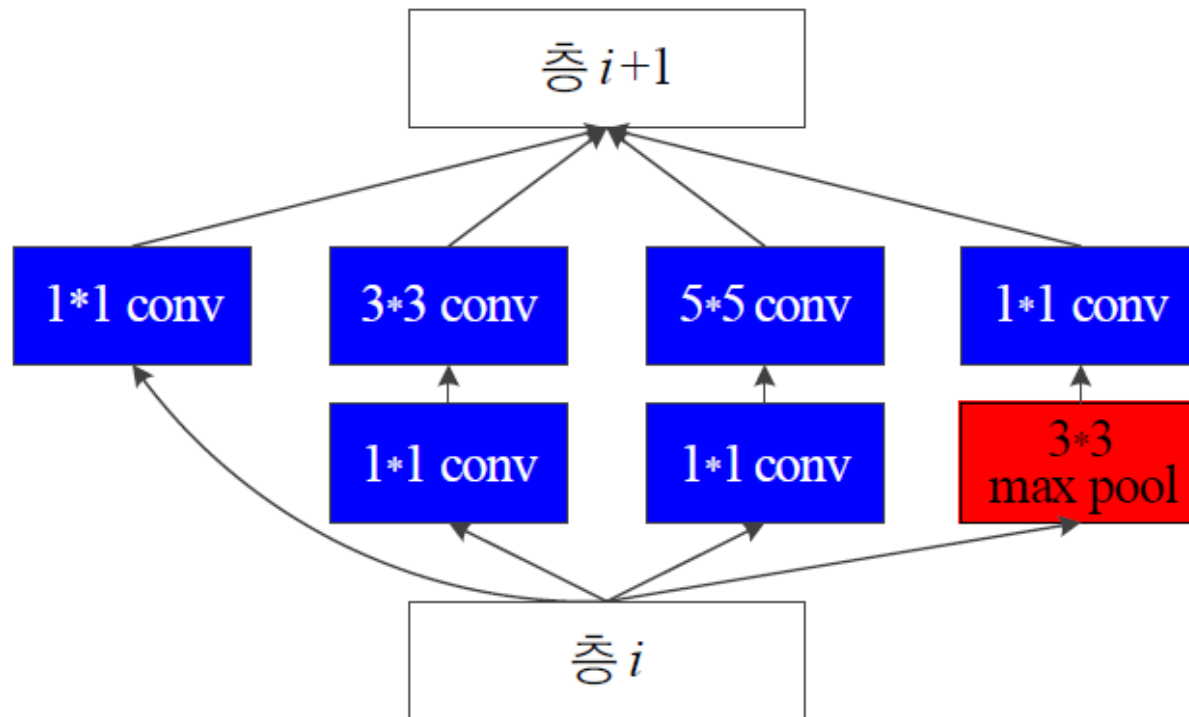 층 i+1
1*1 conv
3*3 conv
5*5 conv
1*1 conv
1*1 conv
1*1 conv
3*3
max pool
층 i